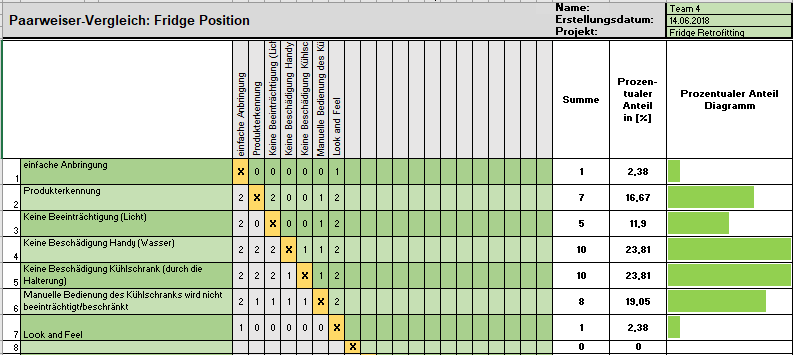 Paarweiser-Vergleich: Fridge Position
Name: Team 4
Erstellungsdatum: 14.06.2018
Projekt: Fridge Retrofitting
einfache Anbringung
Produkterkennung
Keine Beeinträchtigung (Lich
Keine Beschädigung Handy
Keine Beschädigung Kühlsc
Manuelle Bedienung des Kü
Look and Feel
Summe
Prozen-
tualer
Anteil
in [%]
Prozentualer Anteil
Diagramm
1 einfache Anbringung X 0 0 0 0 0 1 1 2,38
2 Produkterkennung 2 X 2 0 0 1 2 7 16,67
3 Keine Beeinträchtigung (Licht) 2 0 X 0 0 1 2 5 11,9
4 Keine Beschädigung Handy (Wasser) 2 2 2 X 1 1 2 10 23,81
5 Keine Beschädigung Kühlschrank (durch die
Halterung) 2 2 2 1 X 1 2 10 23,81
6 Manuelle Bedienung des Kühlschranks wird nicht
beeinträchtigt/beschränkt 2 1 1 1 1 X 2 8 19,05
7 Look and Feel 1 0 0 0 0 0 X 1 2,38
8 X 0 0